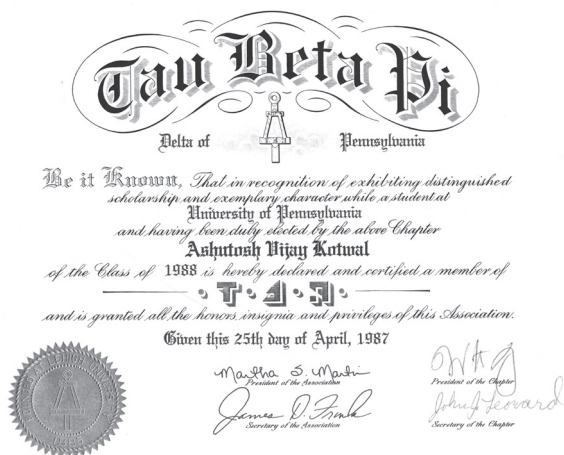 Tau Beta Pi
Delta of Pennsylvania
Be it Known, That in recognition of exhibiting distinguished
scholarship and exemplary character while a student at
University of Pennsylvania
and having been duly elected by the above Chapter
Ashutosh Vijay Kotwal
of the Class of 1988 is hereby declared and certified a member of
and is granted all the honors, insignia and privileges of this Association.
Given this 25th day of April, 1987
Martha S. Martin
President of the Association
President of the Chapter
James D. Froula
John J Leonard
Secretary of the Association
Secretary of the Chapter